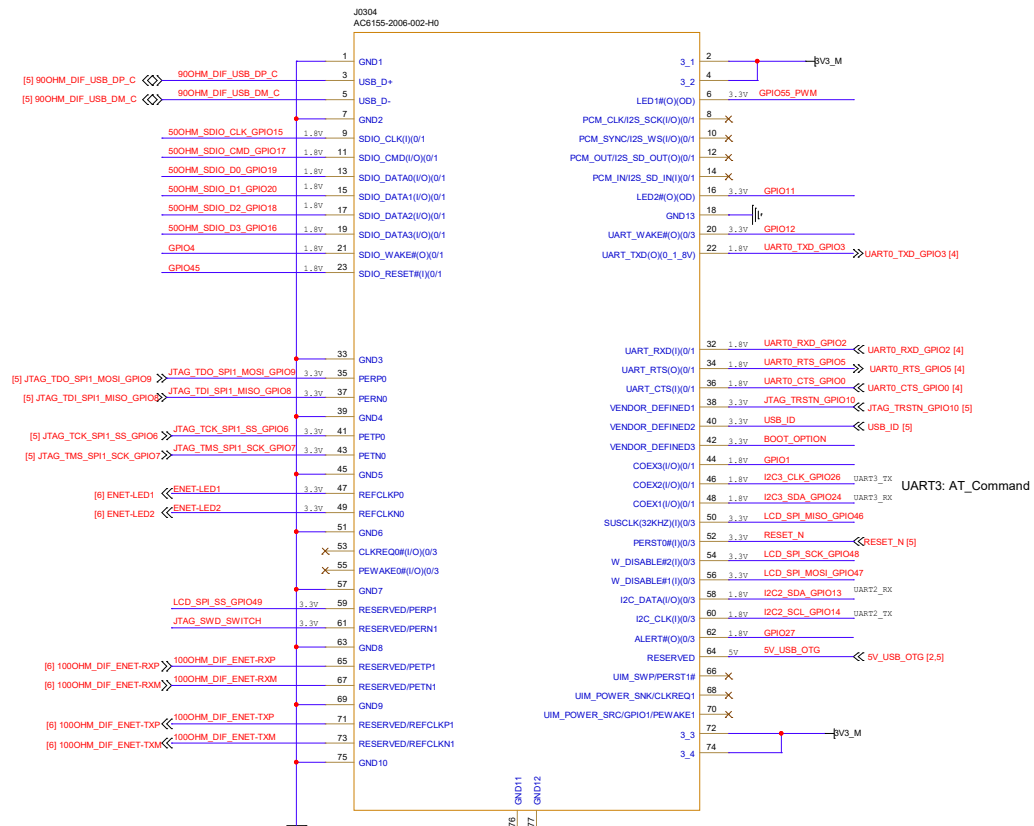 J0304
AC6155-2006-002-H0
1 GND1
[5] 90OHM_DIF_USB_DP_C 90OHM_DIF_USB_DP_C 3 USB_D+
[5] 90OHM_DIF_USB_DM_C 90OHM_DIF_USB_DM_C 5 USB_D-
7 GND2
50OHM_SDIO_CLK_GPIO15 1.8V 9 SDIO_CLK(I)(0/1
50OHM_SDIO_CMD_GPIO17 1.8V 11 SDIO_CMD(I/O)(0/1
50OHM_SDIO_D0_GPIO19 1.8V 13 SDIO_DATA0(I/O)(0/1
50OHM_SDIO_D1_GPIO20 1.8V 15 SDIO_DATA1(I/O)(0/1
50OHM_SDIO_D2_GPIO18 1.8V 17 SDIO_DATA2(I/O)(0/1
50OHM_SDIO_D3_GPIO16 1.8V 19 SDIO_DATA3(I/O)(0/1
GPIO4 1.8V 21 SDIO_WAKE#(O)(0/1
GPIO45 1.8V 23 SDIO_RESET#(I)(0/1
33 GND3
[5] JTAG_TDO_SPI1_MOSI_GPIO9 JTAG_TDO_SPI1_MOSI_GPIO9 3.3V 35 PERP0
[5] JTAG_TDI_SPI1_MISO_GPIO8 JTAG_TDI_SPI1_MISO_GPIO8 3.3V 37 PERN0
39 GND4
[5] JTAG_TCK_SPI1_SS_GPIO6 JTAG_TCK_SPI1_SS_GPIO6 3.3V 41 PETP0
[5] JTAG_TMS_SPI1_SCK_GPIO7 JTAG_TMS_SPI1_SCK_GPIO7 3.3V 43 PETN0
45 GND5
[6] ENET-LED1 ENET-LED1 3.3V 47 REFCLKP0
[6] ENET-LED2 ENET-LED2 3.3V 49 REFCLKN0
51 GND6
53 CLKREQ0#(I/O)(0/3
55 PEWAKE0#(I/O)(0/3
57 GND7
LCD_SPI_SS_GPIO49 3.3V 59 RESERVED/PERP1
JTAG_SWD_SWITCH 3.3V 61 RESERVED/PERN1
63 GND8
[6] 100OHM_DIF_ENET-RXP 100OHM_DIF_ENET-RXP 65 RESERVED/PETP1
[6] 100OHM_DIF_ENET-RXM 100OHM_DIF_ENET-RXM 67 RESERVED/PETN1
69 GND9
[6] 100OHM_DIF_ENET-TXP 100OHM_DIF_ENET-TXP 71 RESERVED/REFCLKP1
[6] 100OHM_DIF_ENET-TXM 100OHM_DIF_ENET-TXM 73 RESERVED/REFCLKN1
75 GND10
3_1 2 3V3_M
3_2 4
LED1#(O)(OD) 6 3.3V GPIO55_PWM
PCM_CLK/I2S_SCK(I/O)(0/1 8
PCM_SYNC/I2S_WS(I/O)(0/1 10
PCM_OUT/I2S_SD_OUT(O)(0/1 12
PCM_IN/I2S_SD_IN(I)(0/1 14
LED2#(O)(OD) 16 3.3V GPIO11
GND13 18
UART_WAKE#(O)(0/3 20 3.3V GPIO12
UART_TXD(O)(0_1_8V) 22 1.8V UART0_TXD_GPIO3 UART0_TXD_GPIO3 [4]
UART_RXD(I)(0/1 32 1.8V UART0_RXD_GPIO2 UART0_RXD_GPIO2 [4]
UART_RTS(O)(0/1 34 1.8V UART0_RTS_GPIO5 UART0_RTS_GPIO5 [4]
UART_CTS(I)(0/1 36 1.8V UART0_CTS_GPIO0 UART0_CTS_GPIO0 [4]
VENDOR_DEFINED1 38 3.3V JTAG_TRSTN_GPIO10 JTAG_TRSTN_GPIO10 [5]
VENDOR_DEFINED2 40 3.3V USB_ID USB_ID [5]
VENDOR_DEFINED3 42 3.3V BOOT_OPTION
COEX3(I/O)(0/1 44 1.8V GPIO1
COEX2(I/O)(0/1 46 1.8V I2C3_CLK_GPIO26 UART3_TX
UART3: AT_Command
COEX1(I/O)(0/1 48 1.8V I2C3_SDA_GPIO24 UART3_RX
SUSCLK(32KHZ)(I)(0/3 50 3.3V LCD_SPI_MISO_GPIO46
PERST0#(I)(0/3 52 3.3V RESET_N RESET_N [5]
W_DISABLE#2(I)(0/3 54 3.3V LCD_SPI_SCK_GPIO48
W_DISABLE#1(I)(0/3 56 3.3V LCD_SPI_MOSI_GPIO47
I2C_DATA(I/O)(0/3 58 1.8V I2C2_SDA_GPIO13 UART2_RX
I2C_CLK(I)(0/3 60 1.8V I2C2_SCL_GPIO14 UART2_TX
ALERT#(O)(0/3 62 1.8V GPIO27
RESERVED 64 5V 5V_USB_OTG 5V_USB_OTG [2,5]
UIM_SWP/PERST1# 66
UIM_POWER_SNK/CLKREQ1 68
UIM_POWER_SRC/GPIO1/PEWAKE1 70
3_3 72 3V3_M
3_4 74
GND11 76
GND12 77